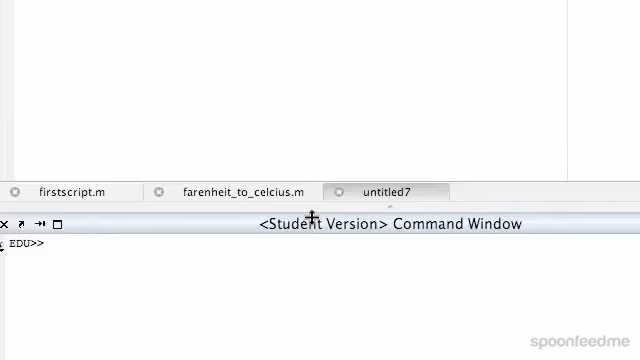 firstscript.m farenheit_to_celcius.m untitled7
<Student Version> Command Window
EDU>>
spoonfeedme